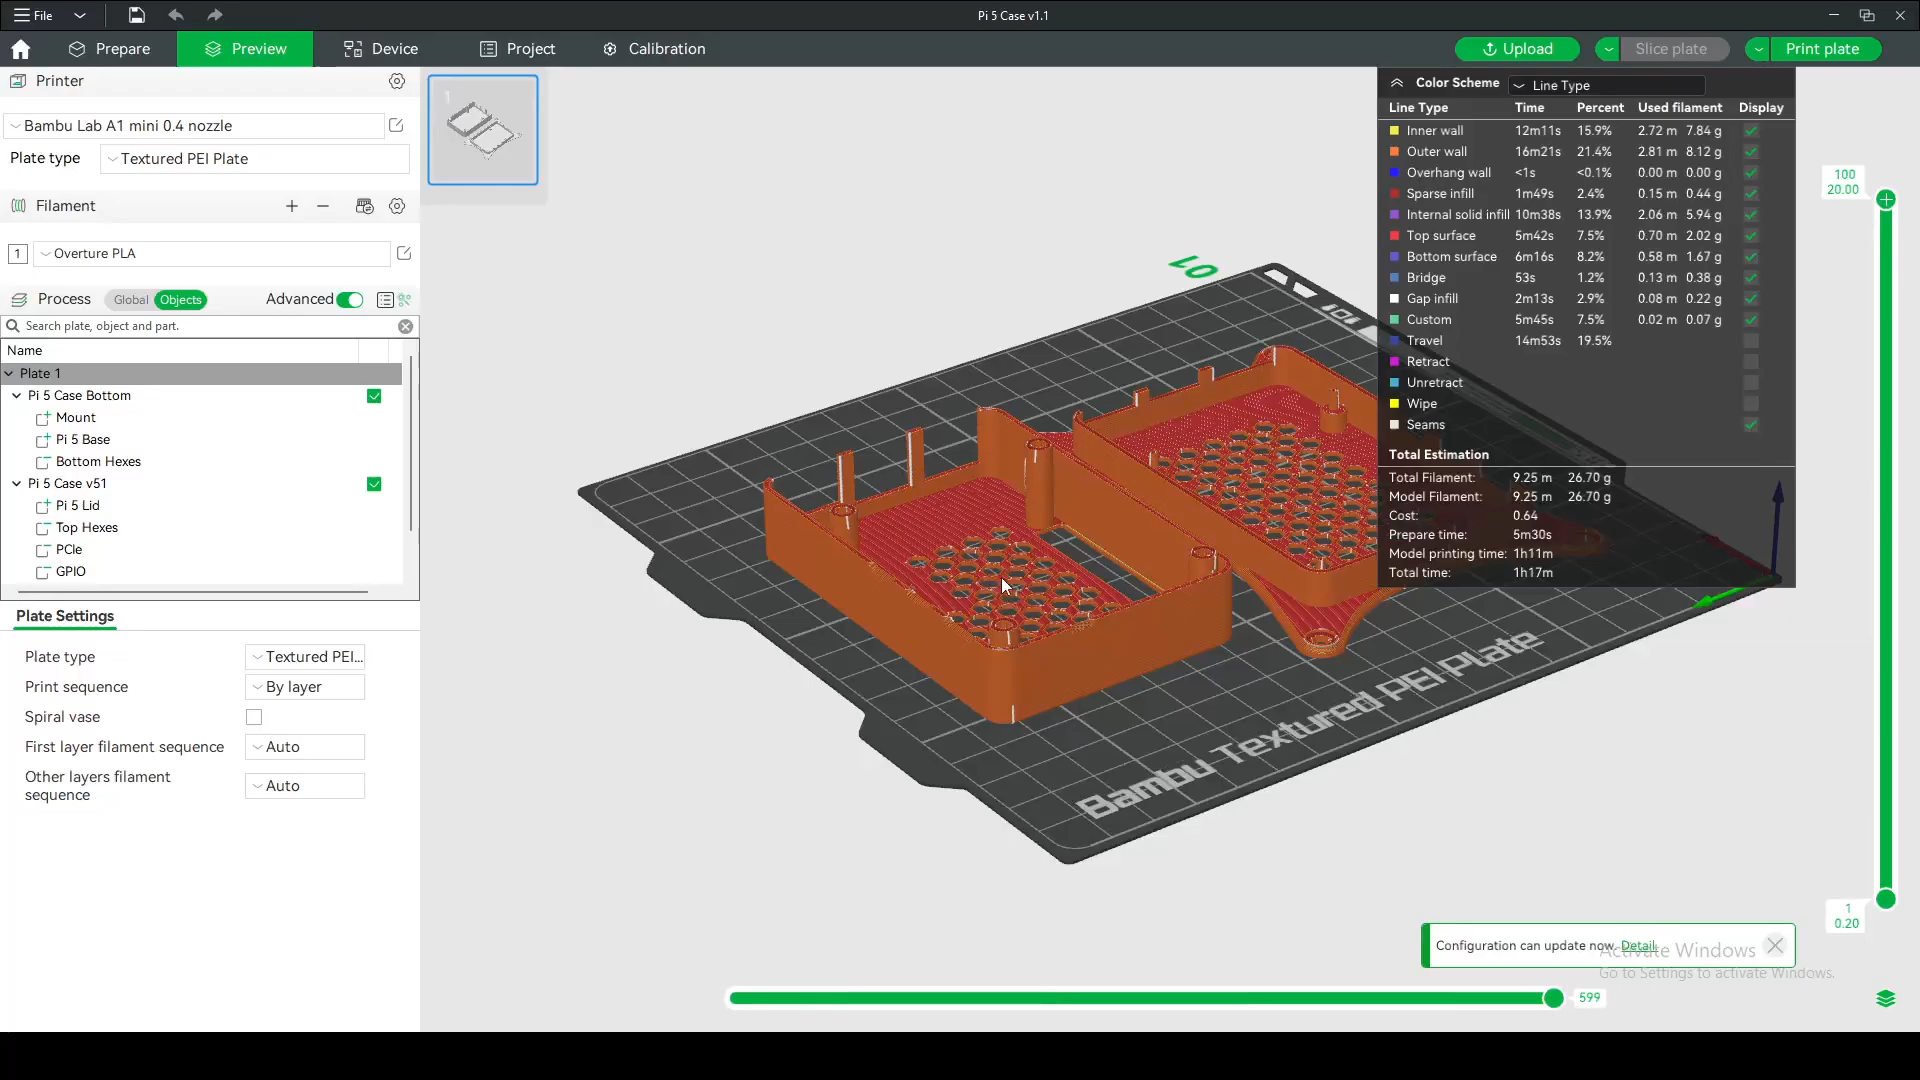 File
Pi 5 Case v1.1
Prepare
Preview
Device
Project
Calibration
Upload
Slice plate
Print plate
Printer
Bambu Lab A1 mini 0.4 nozzle
Plate type
Textured PEI Plate
Filament
1
Overture PLA
Process
Global
Objects
Advanced
Search plate, object and part.
Name
Plate 1
Pi 5 Case Bottom
Mount
Pi 5 Base
Bottom Hexes
Pi 5 Case v51
Pi 5 Lid
Top Hexes
PCIe
GPIO
Plate Settings
Plate type Textured PEI...
Print sequence By layer
Spiral vase
First layer filament sequence Auto
Other layers filament
sequence Auto
01
Bambu Textured PEI Plate
Color Scheme Line Type
Line Type Time Percent Used filament Display
Inner wall 12m11s 15.9% 2.72 m 7.84 g
Outer wall 16m21s 21.4% 2.81 m 8.12 g
Overhang wall <1s <0.1% 0.00 m 0.00 g
Sparse infill 1m49s 2.4% 0.15 m 0.44 g
Internal solid infill 10m38s 13.9% 2.06 m 5.94 g
Top surface 5m42s 7.5% 0.70 m 2.02 g
Bottom surface 6m16s 8.2% 0.58 m 1.67 g
Bridge 53s 1.2% 0.13 m 0.38 g
Gap infill 2m13s 2.9% 0.08 m 0.22 g
Custom 5m45s 7.5% 0.02 m 0.07 g
Travel 14m53s 19.5%
Retract
Unretract
Wipe
Seams
Total Estimation
Total Filament: 9.25 m 26.70 g
Model Filament: 9.25 m 26.70 g
Cost: 0.64
Prepare time: 5m30s
Model printing time: 1h11m
Total time: 1h17m
100
20.00
1
0.20
Configuration can update now. Detail.
Activate Windows
Go to Settings to activate Windows.
599